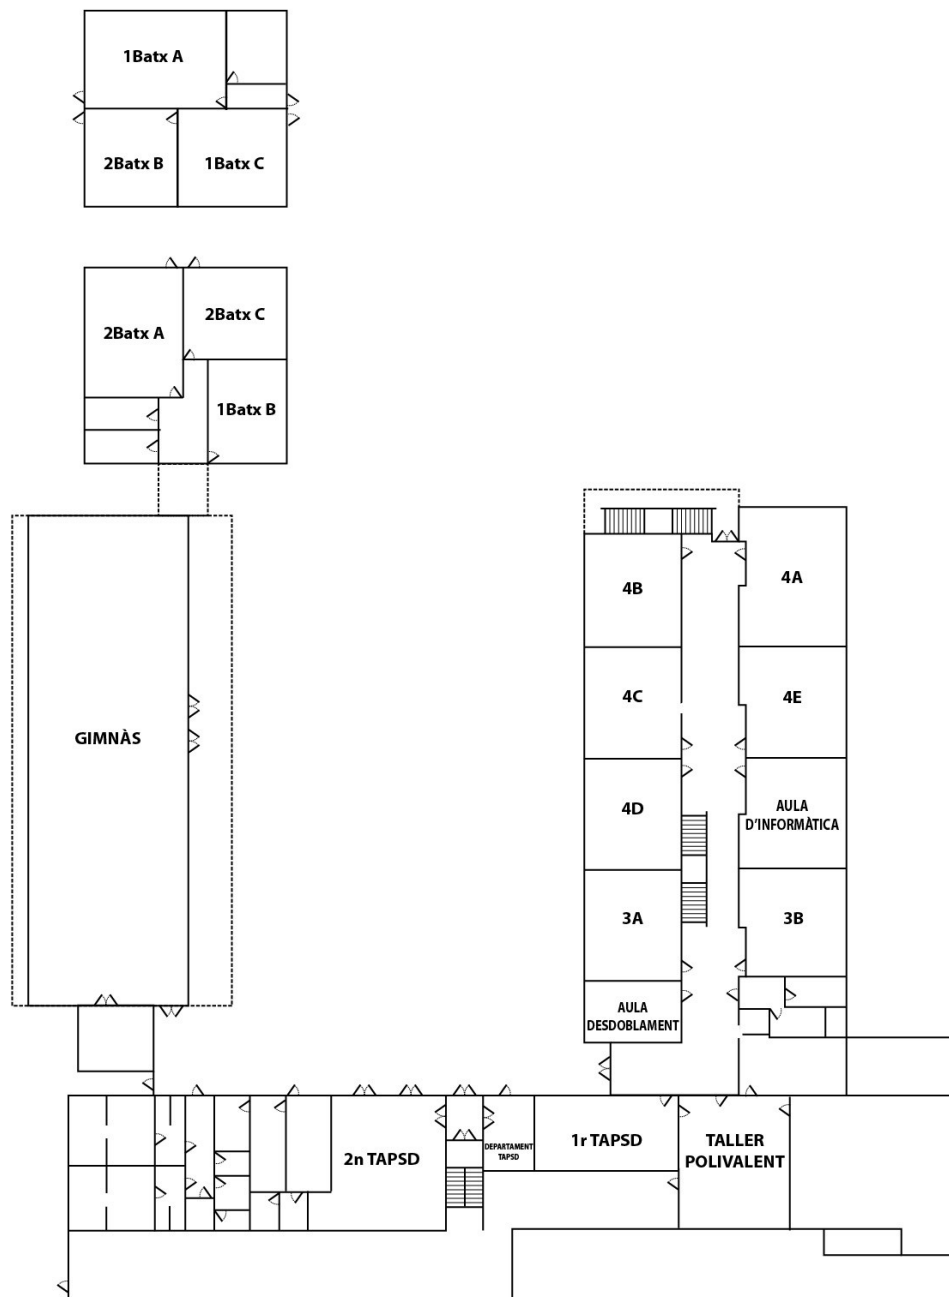 1Batx A
2Batx B
1Batx C
2Batx C
2Batx A
1Batx B
4A
4B
4C
4E
GIMNÀS
4D
AULA
D'INFORMÀTICA
3A
3B
AULA
DESDOBLAMENT
2n TAPSD
DEPARTAMENT
TAPSD
1r TAPSD
TALLER
POLIVALENT